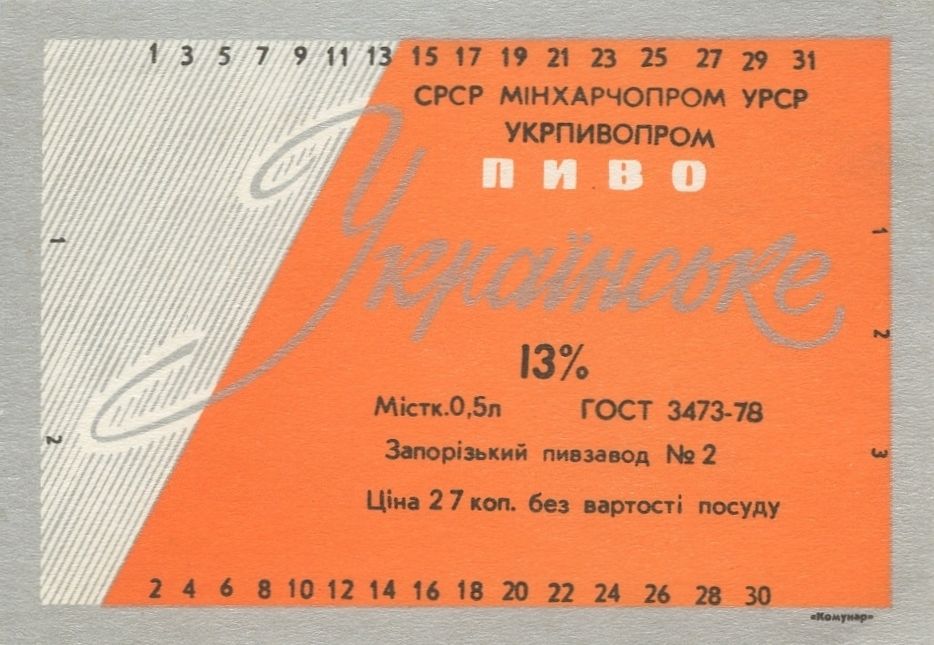 1 3 5 7 9 11 13 15 17 19 21 23 25 27 29 31
СРСР МІНХАРЧОПРОМ УРСР
УКРПИВОПРОМ
ПИВО
Українське
13%
Містк.0,5л ГОСТ 3473-78
Запорізький пивзавод №2
Ціна 27 коп. без вартості посуду
1
2
1
2
3
2 4 6 8 10 12 14 16 18 20 22 24 26 28 30
«Комунар»